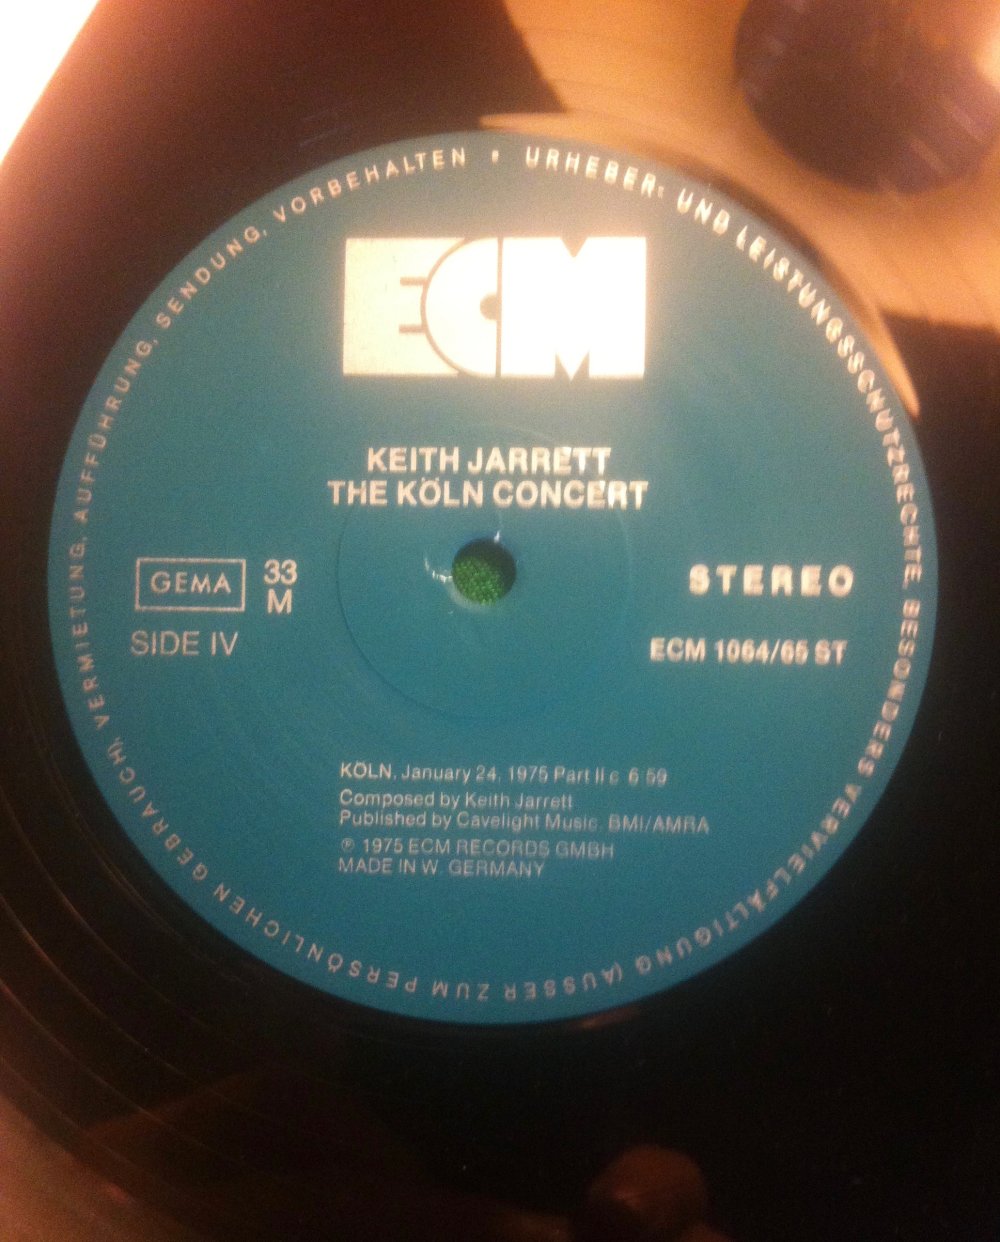 URHEBER- UND LEISTUNGSSCHUTZRECHTE, BESONDERS VERVIELFÄLTIGUNG (AUSSER ZUM PERSÖNLICHEN GEBRAUCH), VERMIETUNG, AUFFÜHRUNG, SENDUNG, VORBEHALTEN •
ECM
KEITH JARRETT
THE KÖLN CONCERT
GEMA
33
M
SIDE IV
STEREO
ECM 1064/65 ST
KÖLN, January 24, 1975 Part II c 6 59
Composed by Keith Jarrett
Published by Cavelight Music BMI/AMRA
℗ 1975 ECM RECORDS GMBH
MADE IN W. GERMANY